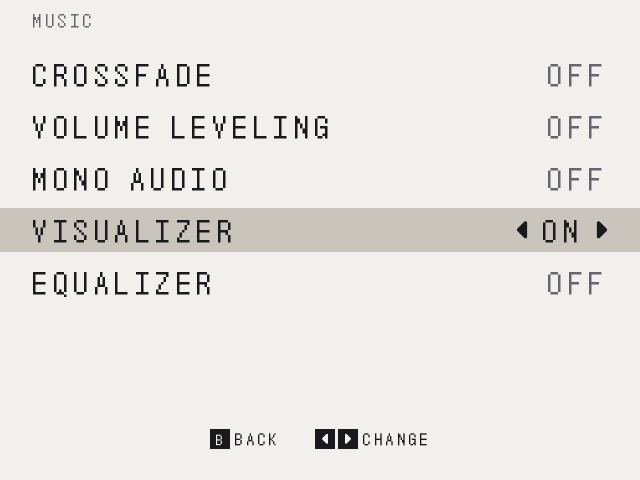 MUSIC
CROSSFADE OFF
VOLUME LEVELING OFF
MONO AUDIO OFF
VISUALIZER ON
EQUALIZER OFF
B BACK CHANGE